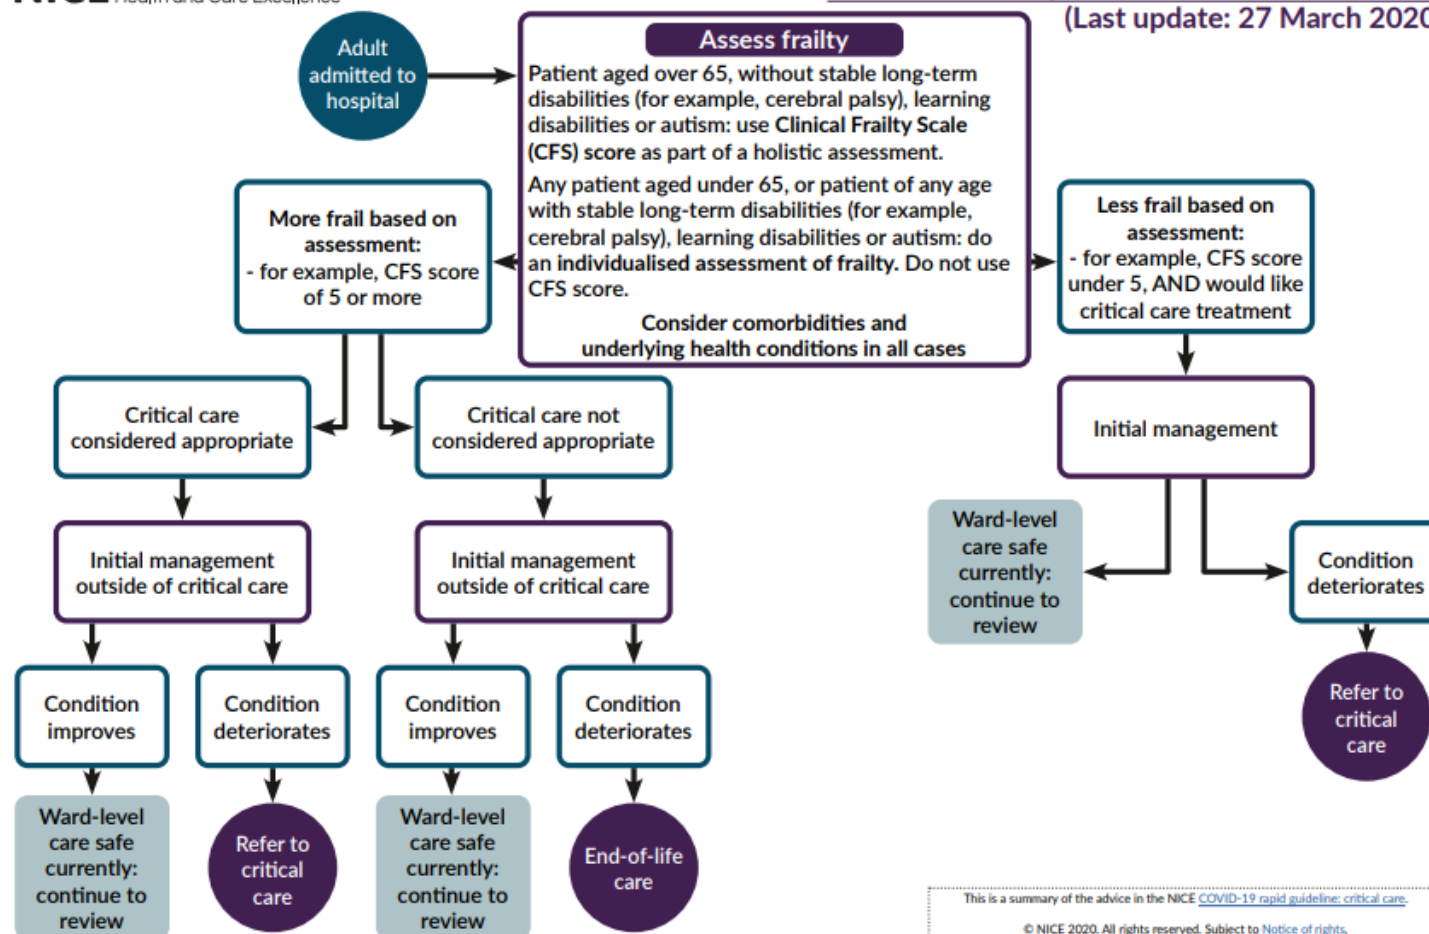 NICE Health and Care Excellence
(Last update: 27 March 2020
Adult
admitted to
hospital
Assess frailty
Patient aged over 65, without stable long-term
disabilities (for example, cerebral palsy), learning
disabilities or autism: use Clinical Frailty Scale
(CFS) score as part of a holistic assessment.
Any patient aged under 65, or patient of any age
with stable long-term disabilities (for example,
cerebral palsy), learning disabilities or autism: do
an individualised assessment of frailty. Do not use
CFS score.
Consider comorbidities and
underlying health conditions in all cases
More frail based on
assessment:
- for example, CFS score
of 5 or more
Less frail based on
assessment:
- for example, CFS score
under 5, AND would like
critical care treatment
Critical care
considered appropriate
Critical care not
considered appropriate
Initial management
Initial management
outside of critical care
Initial management
outside of critical care
Ward-level
care safe
currently:
continue to
review
Condition
deteriorates
Refer to
critical
care
Condition
improves
Condition
deteriorates
Condition
improves
Condition
deteriorates
Ward-level
care safe
currently:
continue to
review
Refer to
critical
care
Ward-level
care safe
currently:
continue to
review
End-of-life
care
This is a summary of the advice in the NICE COVID-19 rapid guideline: critical care.
© NICE 2020. All rights reserved. Subject to Notice of rights.